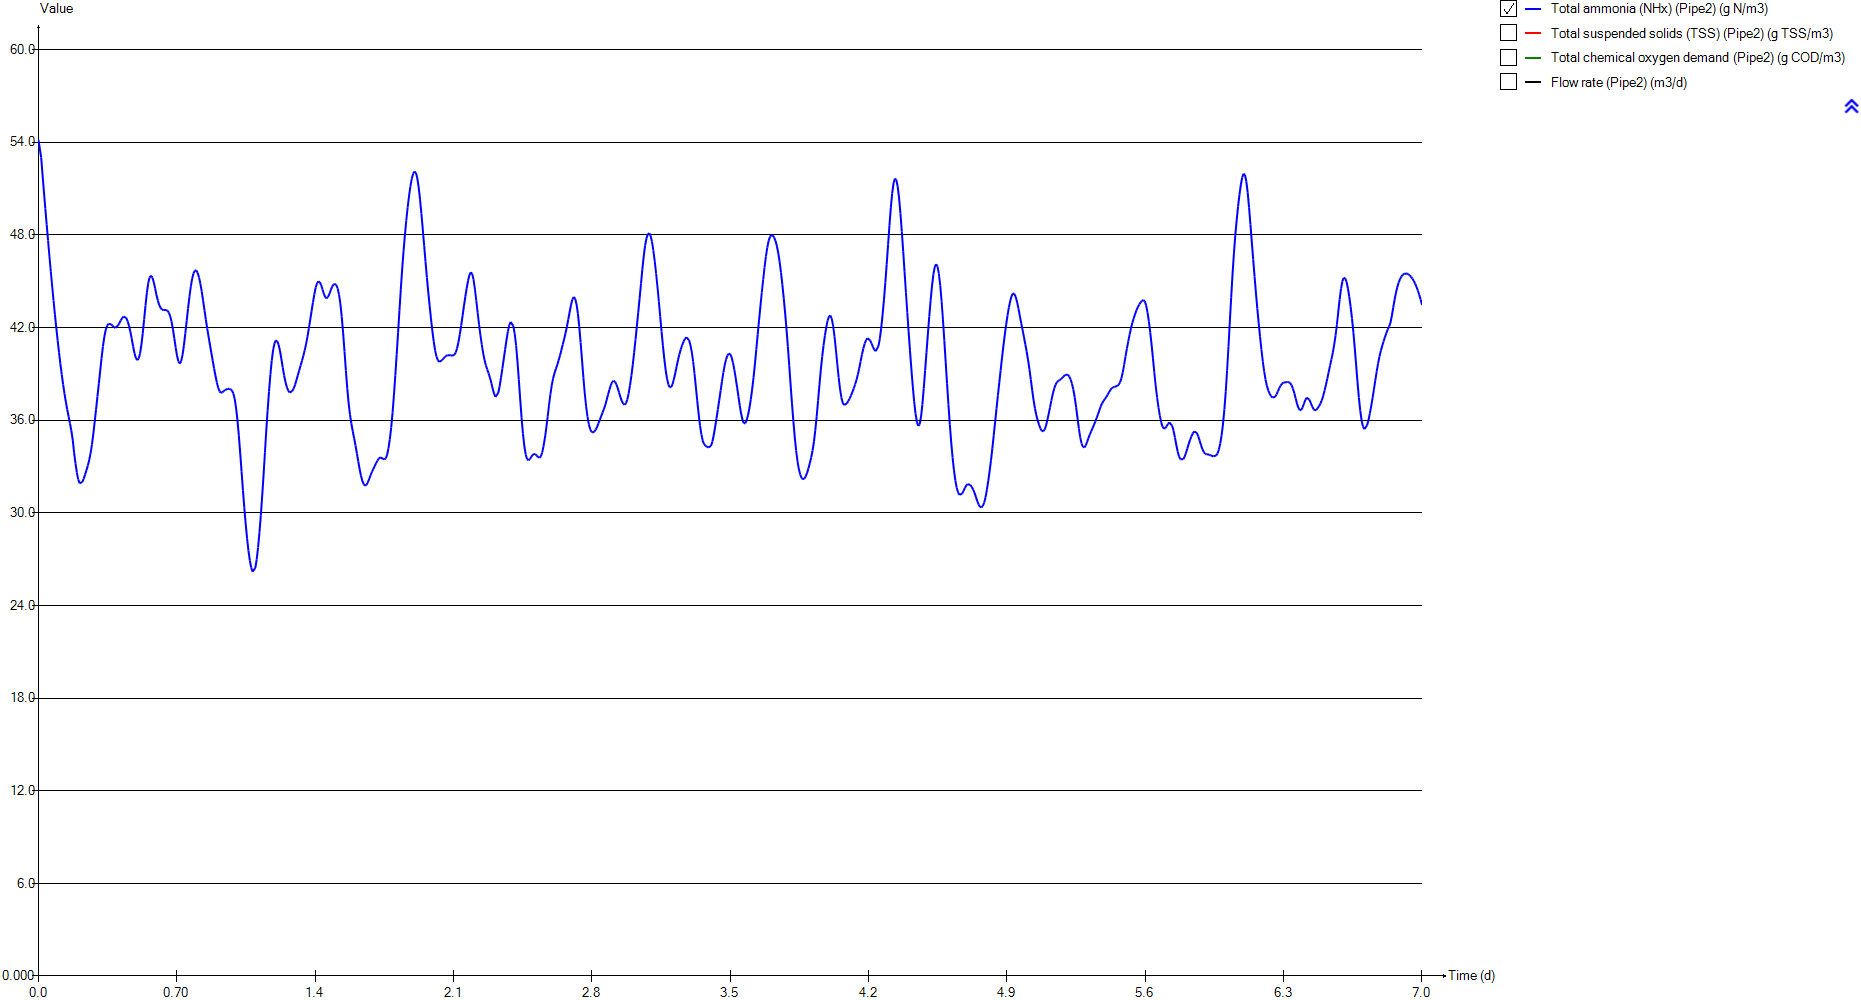 Value
Total ammonia (NHx) (Pipe2) (g N/m3)
Total suspended solids (TSS) (Pipe2) (g TSS/m3)
Total chemical oxygen demand (Pipe2) (g COD/m3)
Flow rate (Pipe2) (m3/d)
60.0
54.0
48.0
42.0
36.0
30.0
24.0
18.0
12.0
6.0
0.000
Time (d)
0.0 0.70 1.4 2.1 2.8 3.5 4.2 4.9 5.6 6.3 7.0